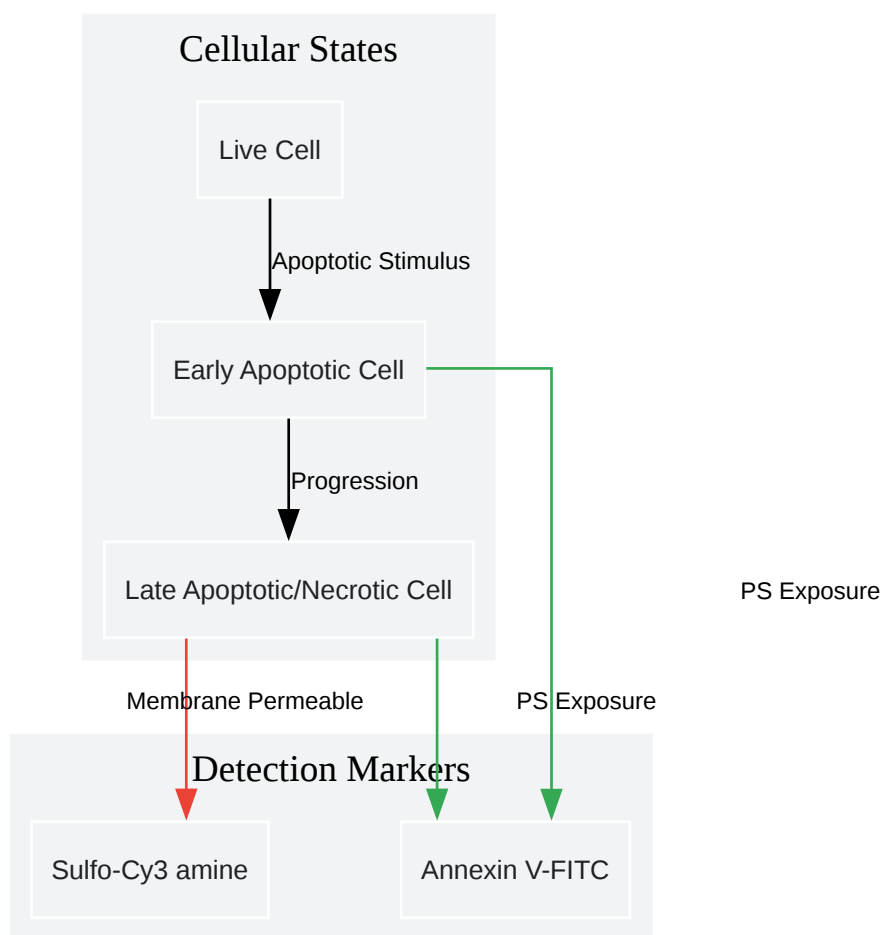 Cellular States
Live Cell
Apoptotic Stimulus
Early Apoptotic Cell
Progression
Late Apoptotic/Necrotic Cell
PS Exposure
Membrane Permeable
PS Exposure
Detection Markers
Sulfo-Cy3 amine
Annexin V-FITC